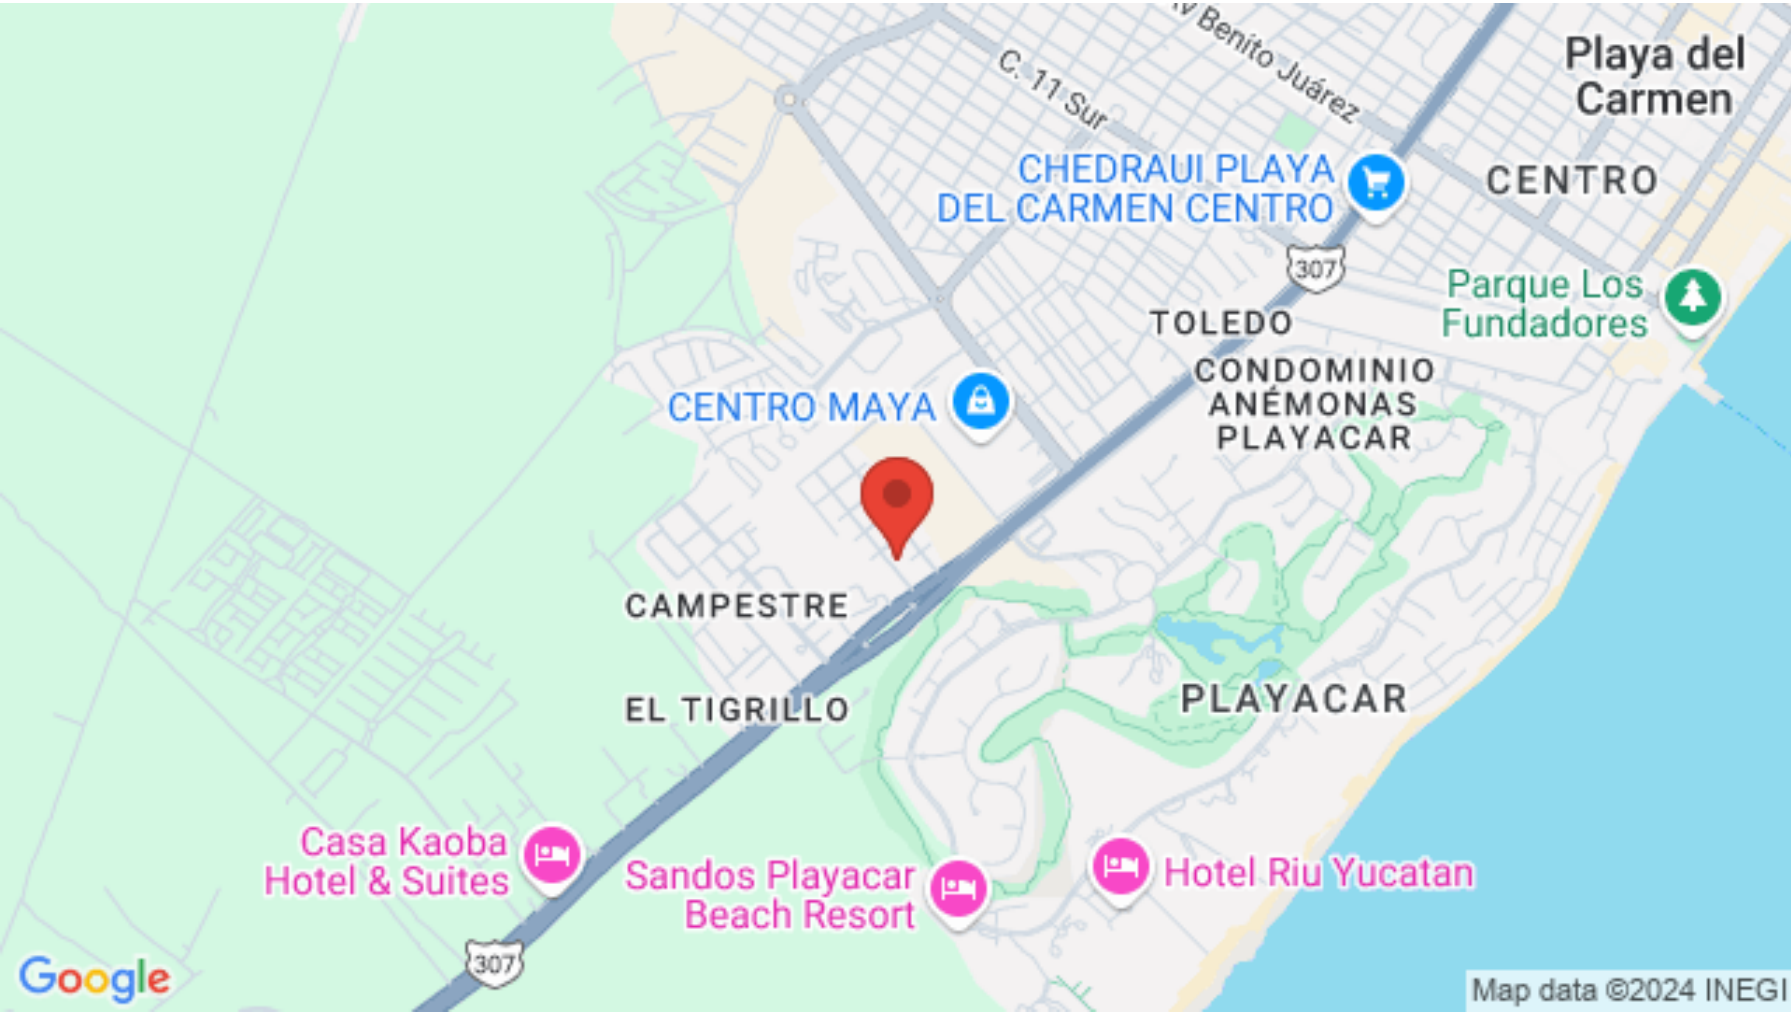 Benito Juárez
C. 11 Sur
Playa del
Carmen
CHEDRAUI PLAYA
DEL CARMEN CENTRO
CENTRO
307
Parque Los
Fundadores
TOLEDO
CONDOMINIO
ANÉMONAS
PLAYACAR
CENTRO MAYA
CAMPESTRE
EL TIGRILLO
PLAYACAR
Casa Kaoba
Hotel & Suites
Sandos Playacar
Beach Resort
Hotel Riu Yucatan
307
Google
Map data ©2024 INEGI